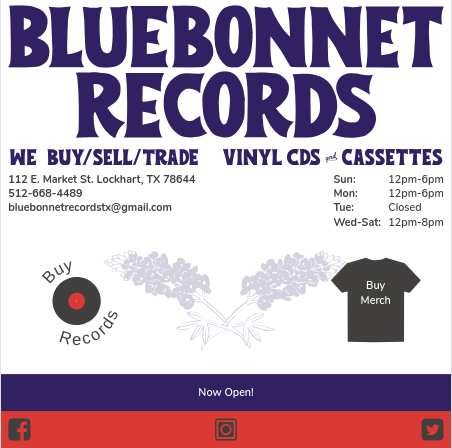 BLUEBONNET
RECORDS
WE BUY/SELL/TRADE VINYL CDS and CASSETTES
112 E. Market St. Lockhart, TX 78644
512-668-4489
bluebonnetrecordstx@gmail.com
Sun: 12pm-6pm
Mon: 12pm-6pm
Tue: Closed
Wed-Sat: 12pm-8pm
Buy
Records
Buy
Merch
Now Open!